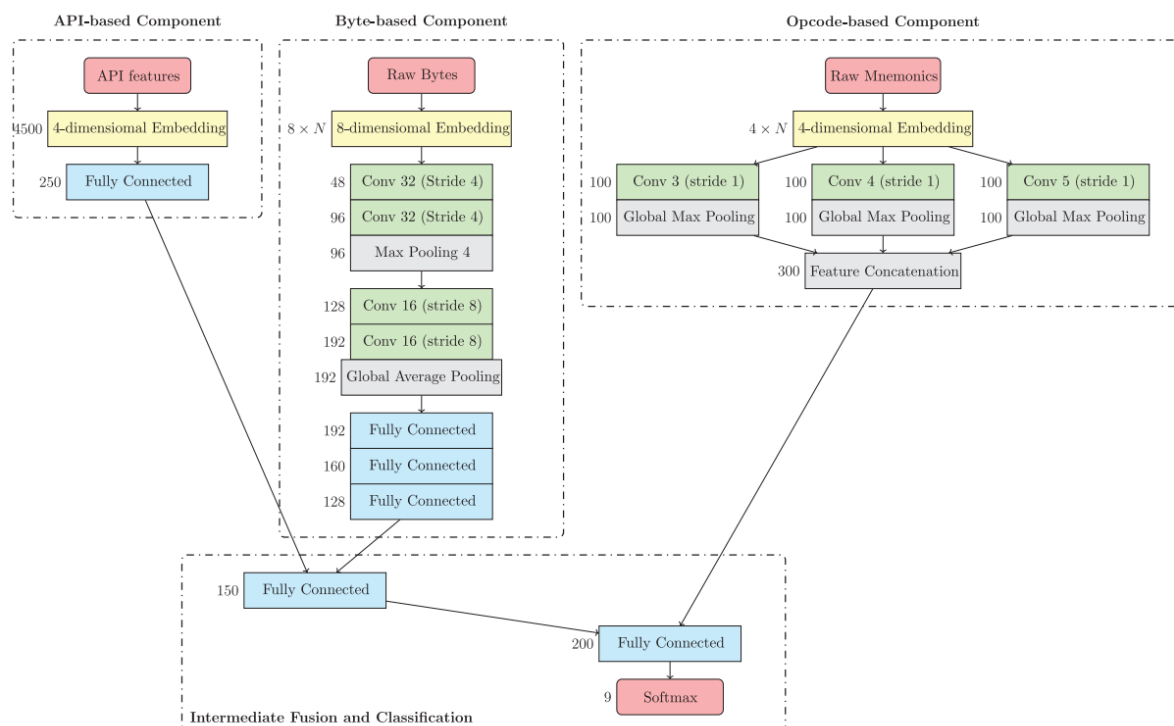 API-based Component
API features
4500
4-dimensiomal Embedding
250
Fully Connected
Byte-based Component
Raw Bytes
8 × N
8-dimensiomal Embedding
48
Conv 32 (Stride 4)
96
Conv 32 (Stride 4)
96
Max Pooling 4
128
Conv 16 (stride 8)
192
Conv 16 (stride 8)
192
Global Average Pooling
192
Fully Connected
160
Fully Connected
128
Fully Connected
Opcode-based Component
Raw Mnemonics
4 × N
4-dimensiomal Embedding
100
Conv 3 (stride 1)
100
Conv 4 (stride 1)
100
Conv 5 (stride 1)
100
Global Max Pooling
100
Global Max Pooling
100
Global Max Pooling
300
Feature Concatenation
150
Fully Connected
200
Fully Connected
9
Softmax
Intermediate Fusion and Classification